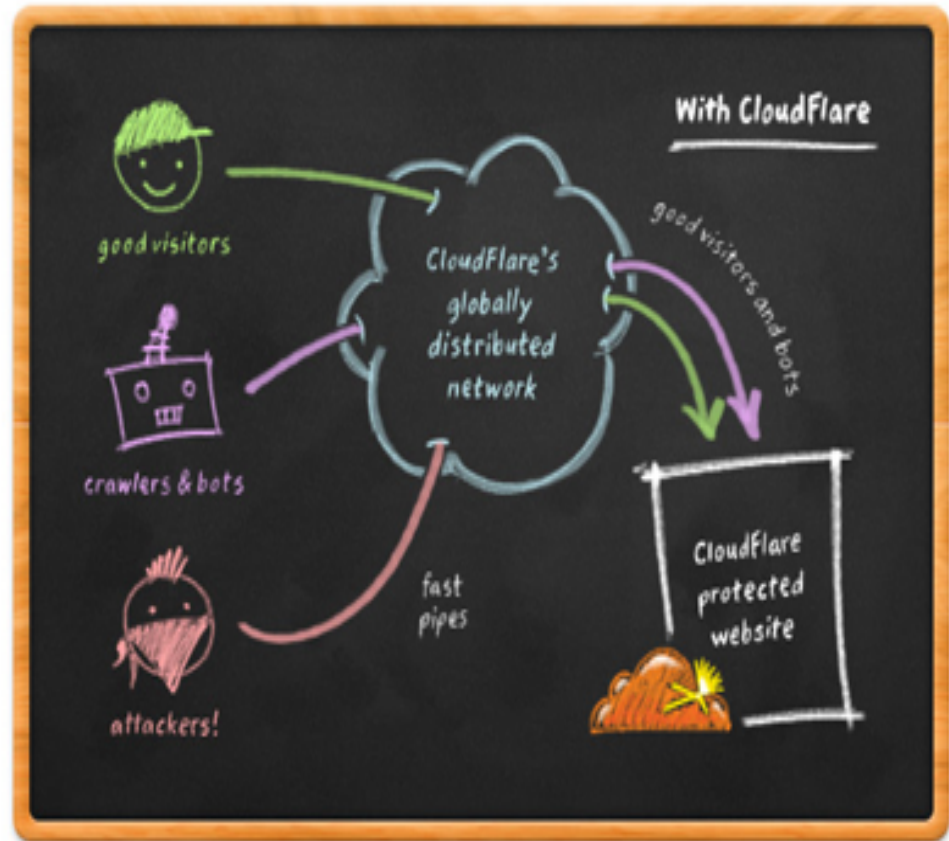 With CloudFlare
good visitors
CloudFlare's
globally
distributed
network
good visitors and bots
crawlers & bots
fast
pipes
CloudFlare
protected
website
attackers!